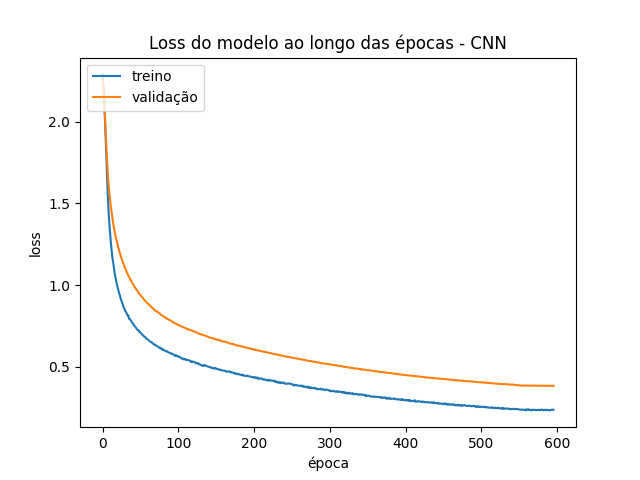 Loss do modelo ao longo das épocas - CNN
treino
validação
2.0
1.5
1.0
0.5
loss
0 100 200 300 400 500 600
época